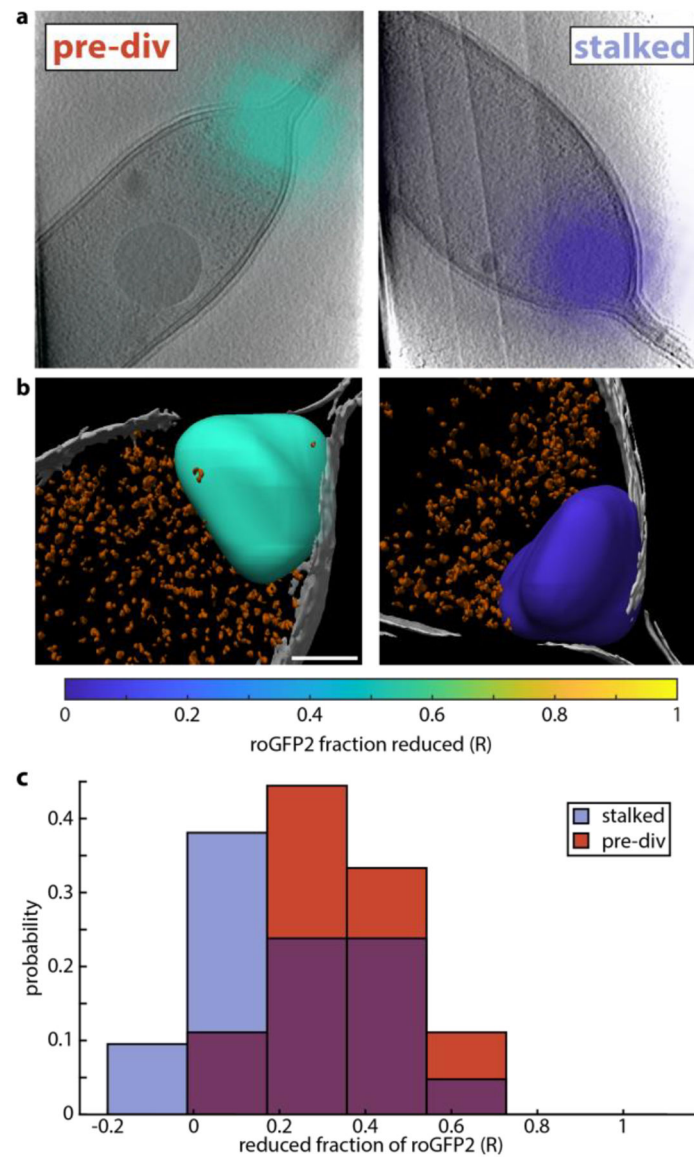 a
pre-div
stalked
b
0 0.2 0.4 0.6 0.8 1
roGFP2 fraction reduced (R)
c
0.4
0.3
0.2
0.1
0
probability
stalked
pre-div
-0.2 0 0.2 0.4 0.6 0.8 1
reduced fraction of roGFP2 (R)